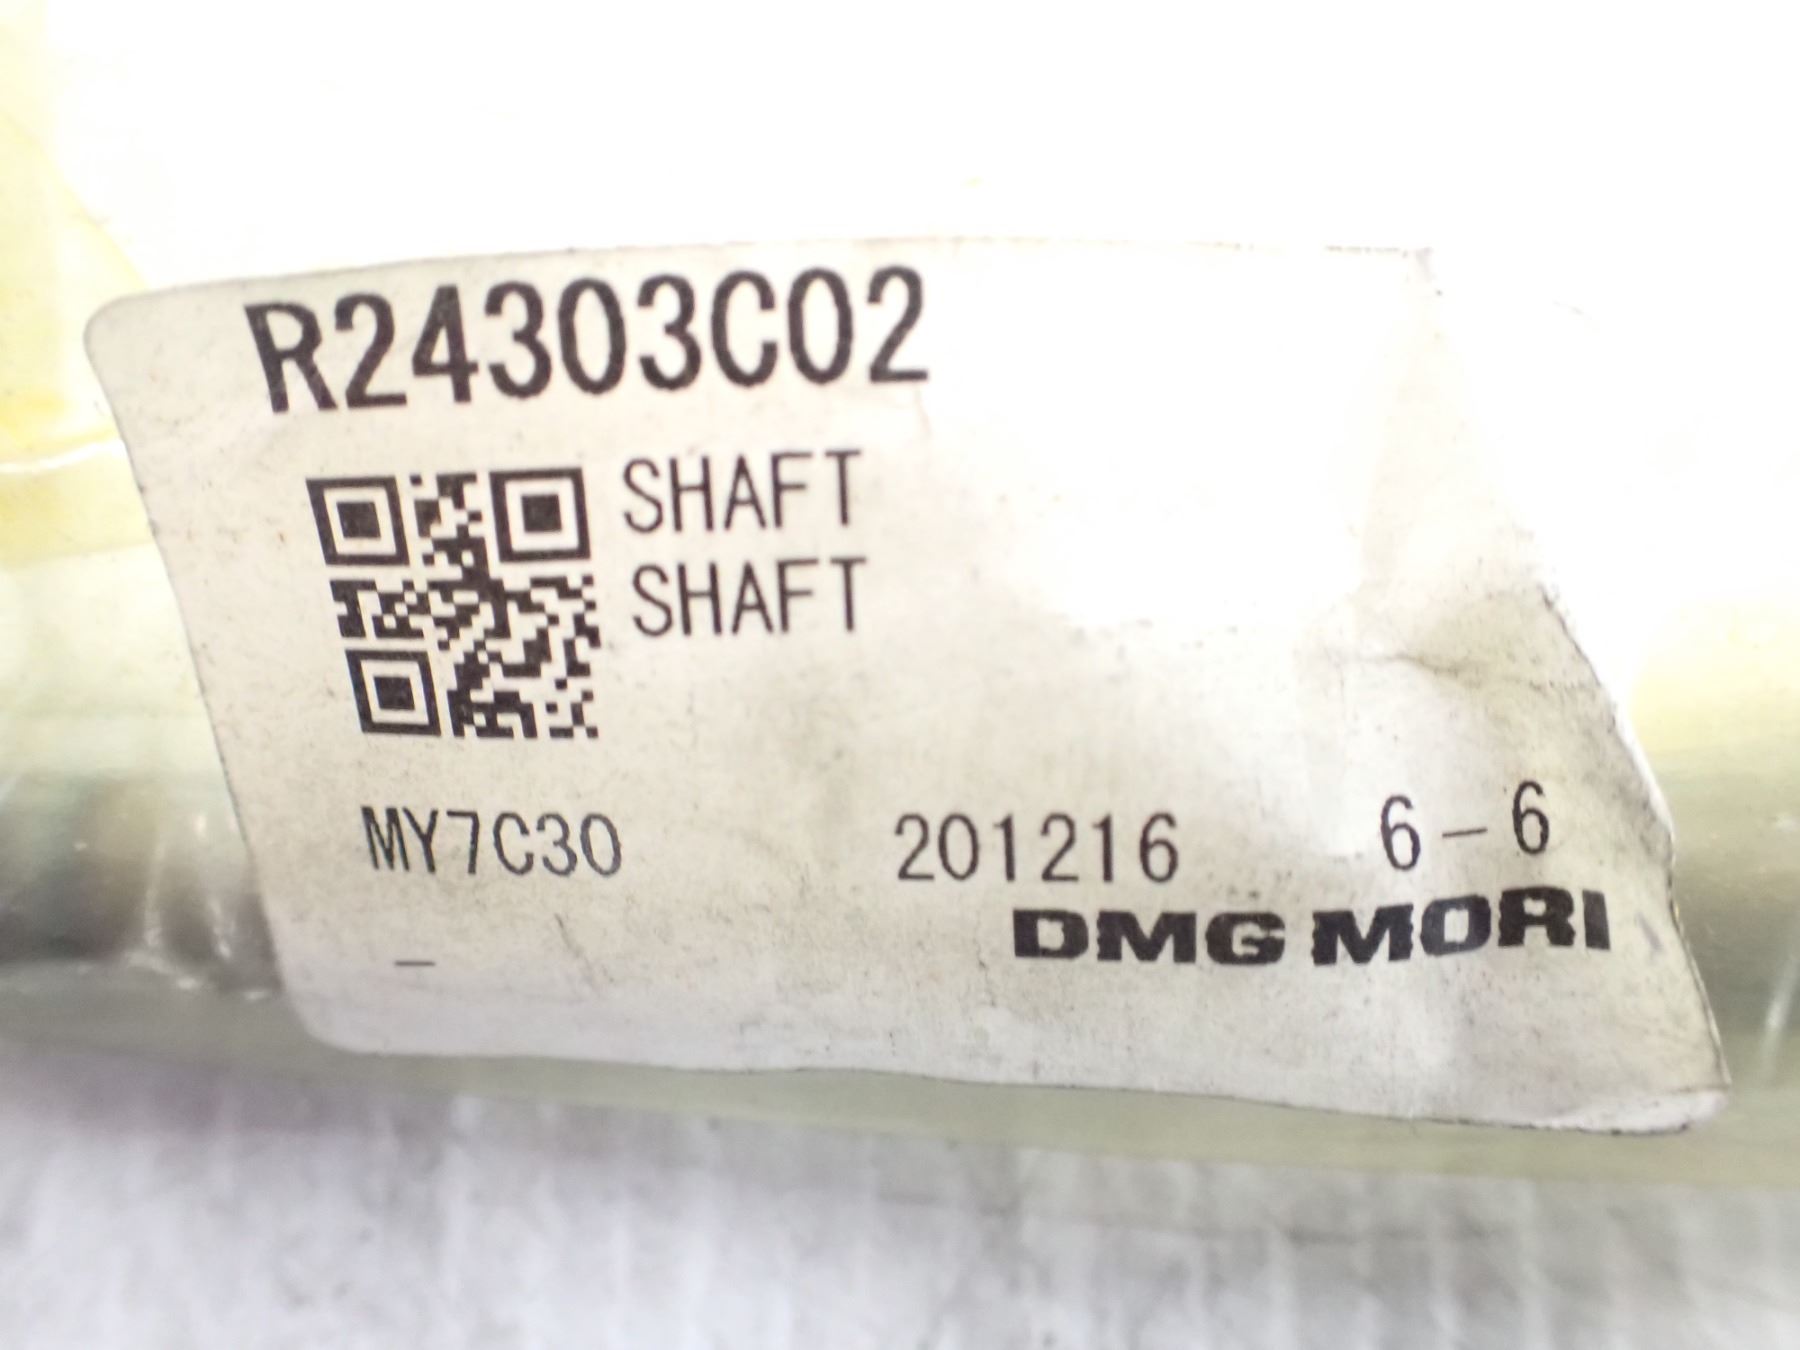 R24303C02
SHAFT
SHAFT
MY7C30 201216 6-6
DMG MORI
-